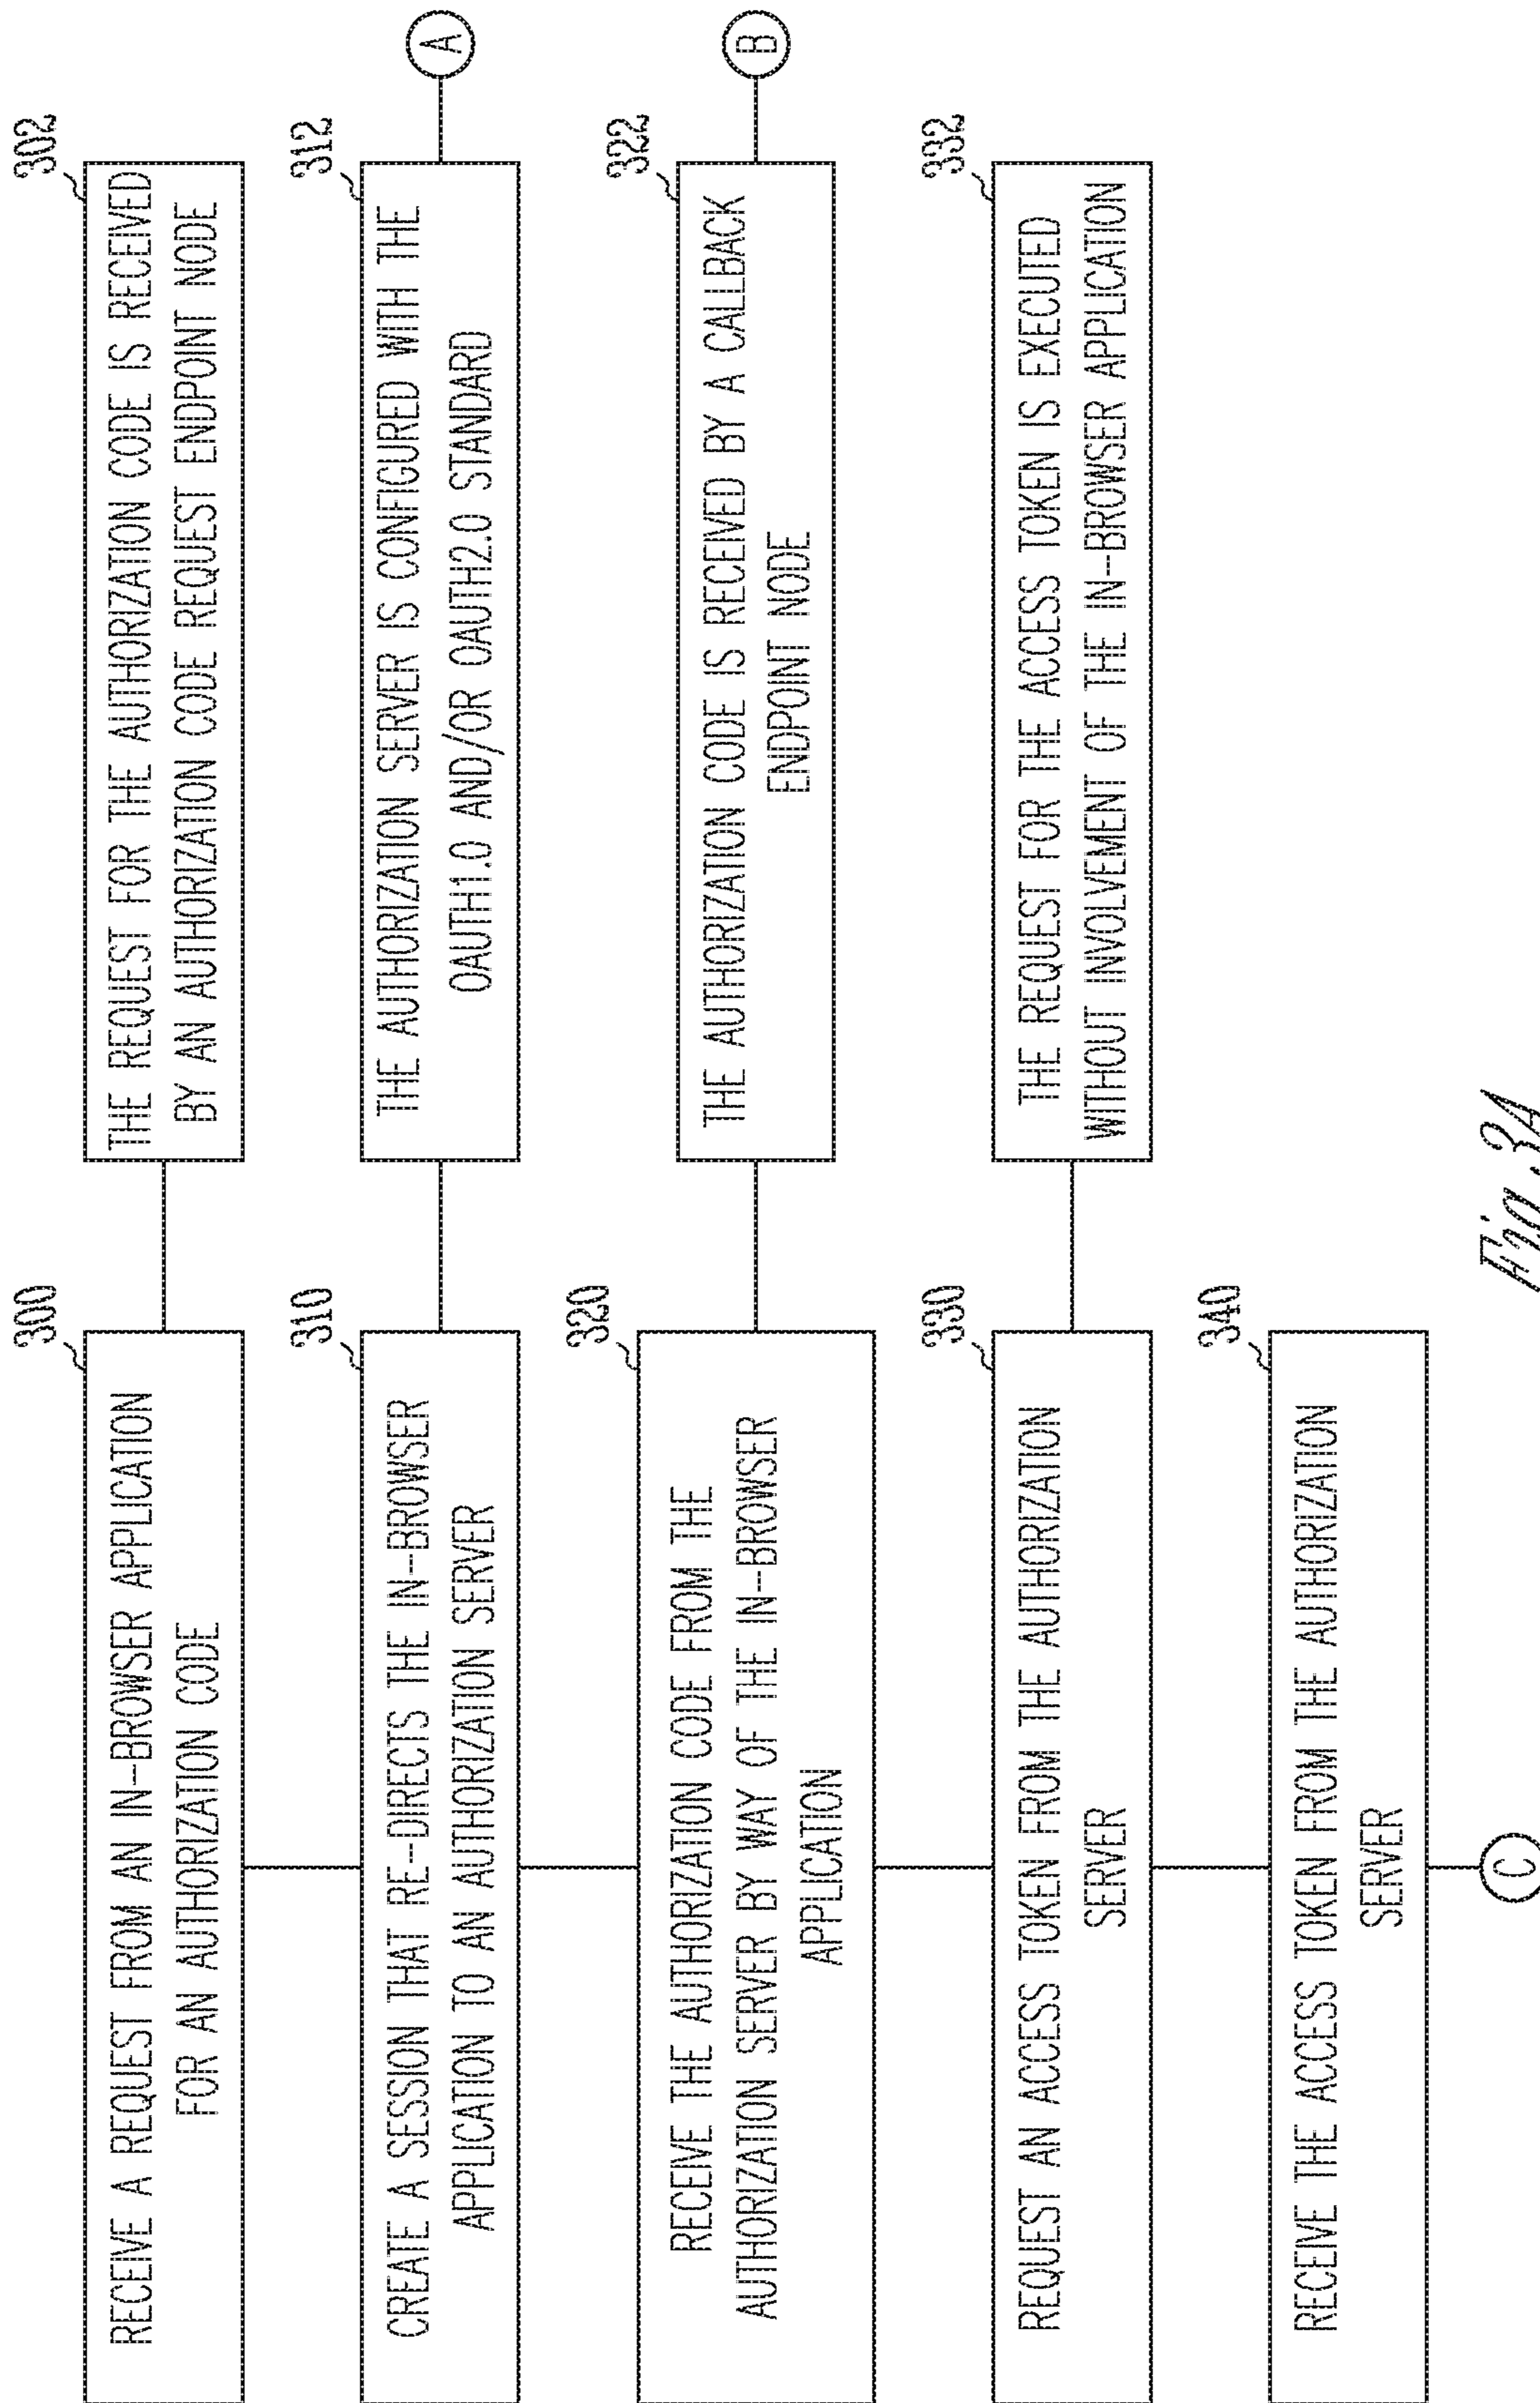 300
RECEIVE A REQUEST FROM AN IN-BROWSER APPLICATION
FOR AN AUTHORIZATION CODE
302
THE REQUEST FOR THE AUTHORIZATION CODE IS RECEIVED
BY AN AUTHORIZATION CODE REQUEST ENDPOINT NODE
310
CREATE A SESSION THAT RE-DIRECTS THE IN-BROWSER
APPLICATION TO AN AUTHORIZATION SERVER
312
THE AUTHORIZATION SERVER IS CONFIGURED WITH THE
OAUTH1.0 AND/OR OAUTH2.0 STANDARD
A
320
RECEIVE THE AUTHORIZATION CODE FROM THE
AUTHORIZATION SERVER BY WAY OF THE IN-BROWSER
APPLICATION
322
THE AUTHORIZATION CODE IS RECEIVED BY A CALLBACK
ENDPOINT NODE
B
330
REQUEST AN ACCESS TOKEN FROM THE AUTHORIZATION
SERVER
332
THE REQUEST FOR THE ACCESS TOKEN IS EXECUTED
WITHOUT INVOLVEMENT OF THE IN-BROWSER APPLICATION
340
RECEIVE THE ACCESS TOKEN FROM THE AUTHORIZATION
SERVER
C
Fig. 3A